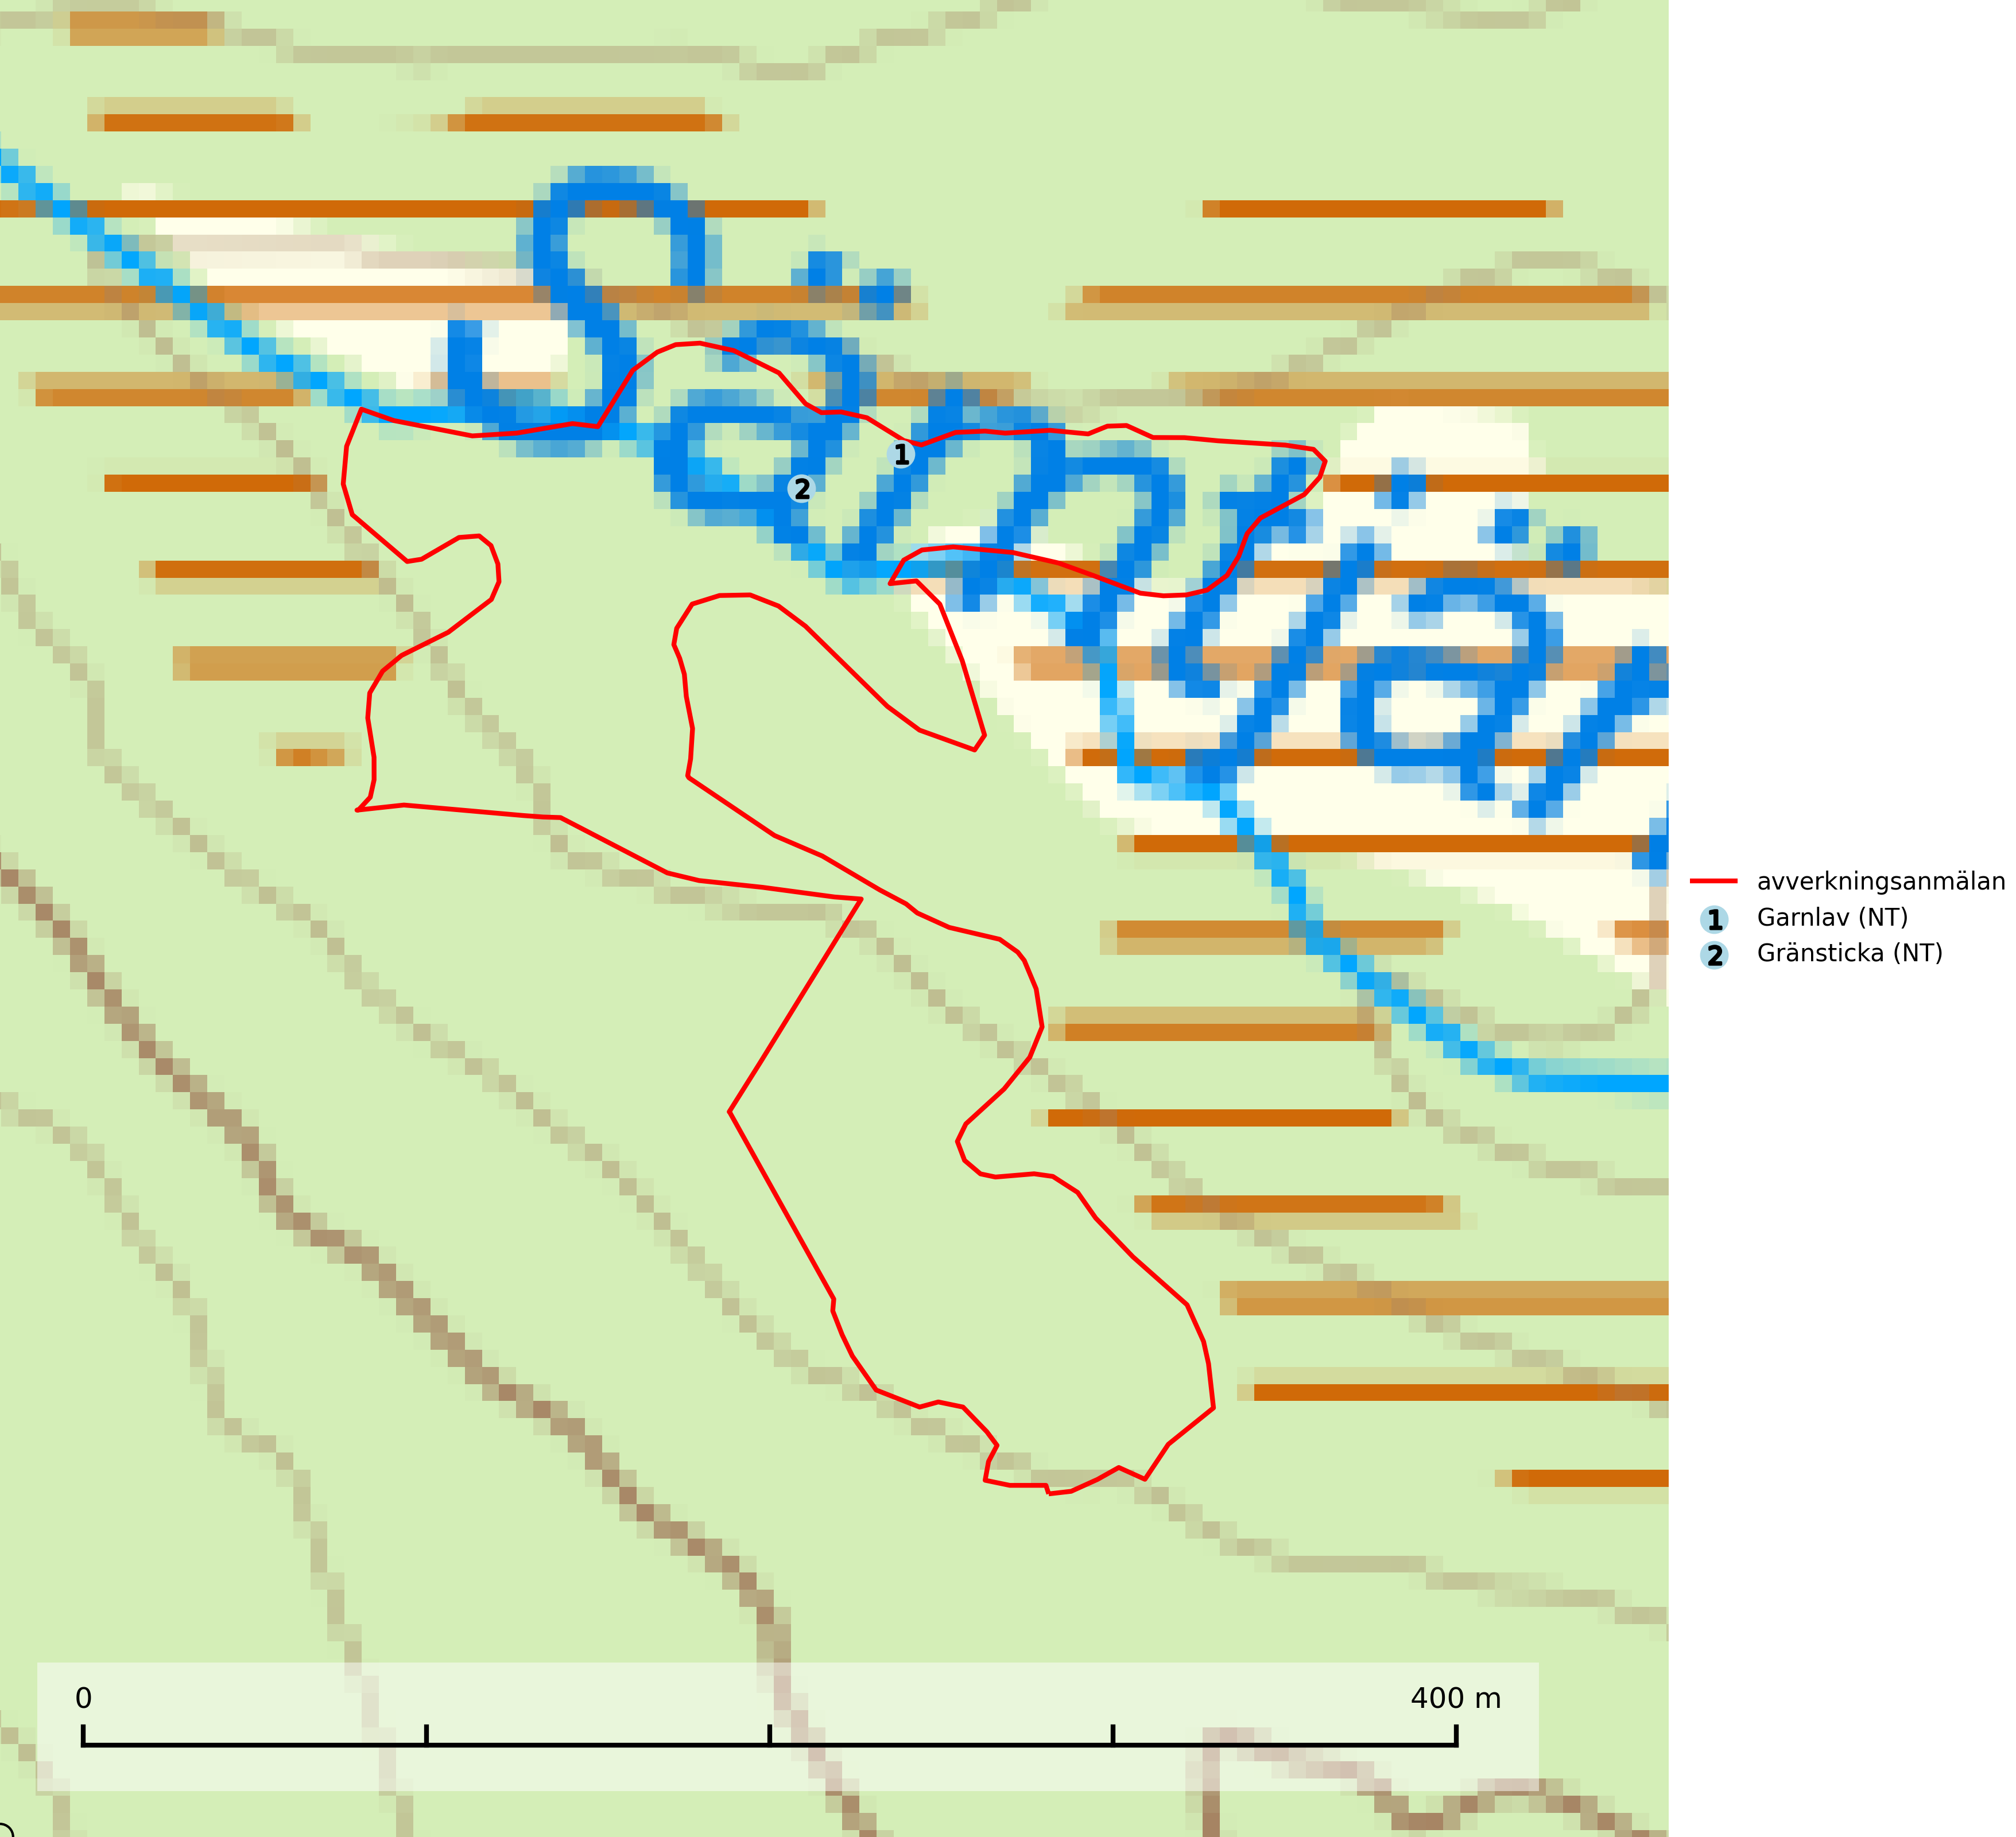 1
2
avverkningsanmälan
1 Garnlav (NT)
2 Gränsticka (NT)
0 400 m